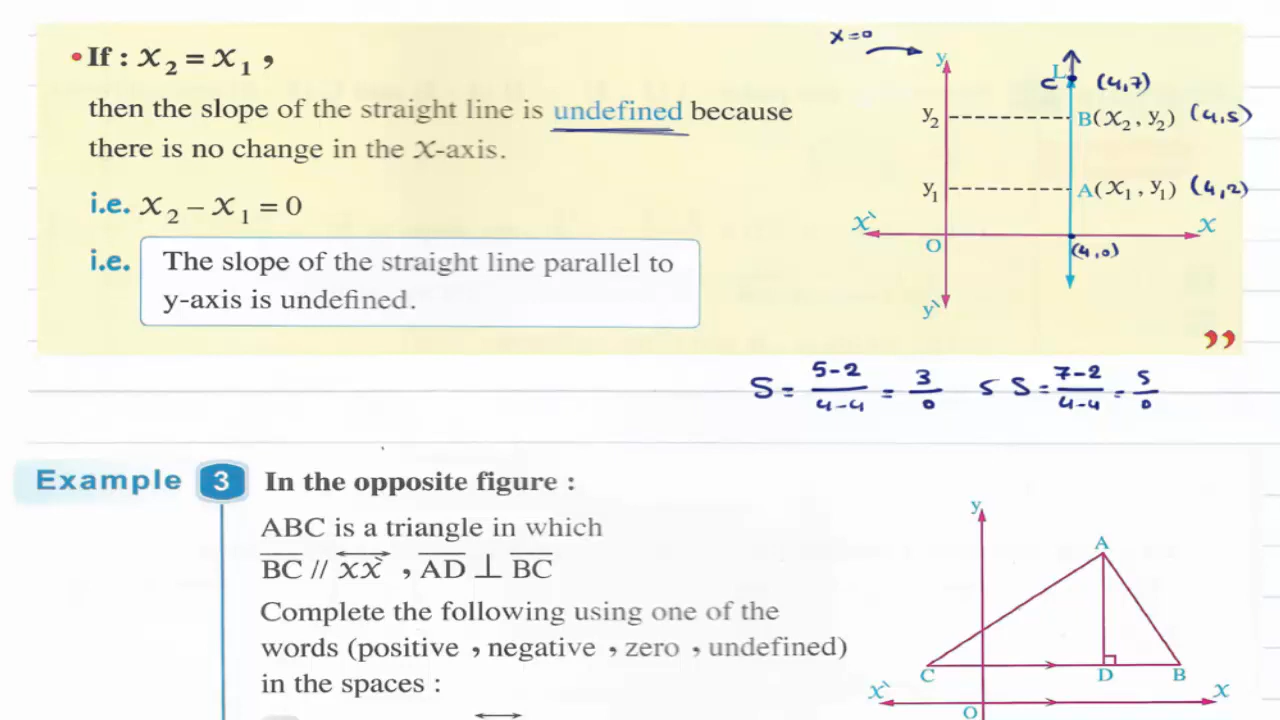 • If : x₂ = x₁ ,
then the slope of the straight line is undefined because
there is no change in the X-axis.
i.e. x₂ − x₁ = 0
i.e. The slope of the straight line parallel to
y-axis is undefined.
x=0
y
L
C (4,7)
y₂ B(x₂ , y₂) (4,5)
y₁ A(x₁ , y₁) (4,2)
x̀ x
O (4,0)
ỳ
”
S = 5-2/4-4 = 3/0 S S = 7-2/4-4 = 5/0
Example 3 In the opposite figure :
ABC is a triangle in which
BC // xx̀ , AD ⊥ BC
Complete the following using one of the
words (positive , negative , zero , undefined)
in the spaces :
y
A
C D B
x̀ x
O